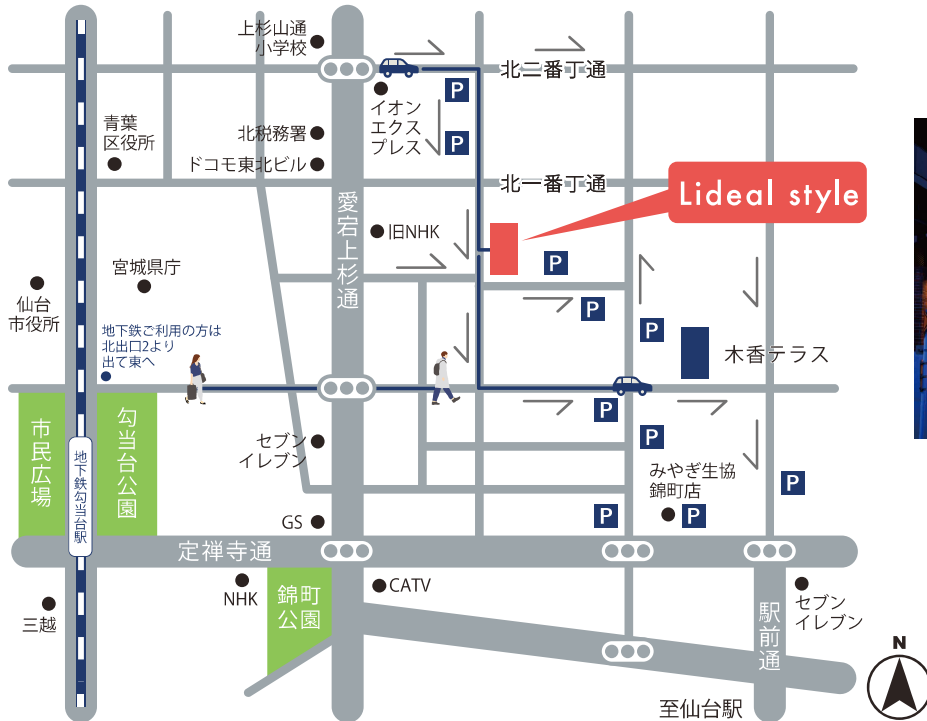 上杉山通
小学校
北二番丁通
P
イオン
エクス
プレス
P
青葉
区役所
北税務署
ドコモ東北ビル
北一番丁通
Lideal style
愛宕上杉通
旧NHK
P
宮城県庁
仙台
市役所
P
地下鉄ご利用の方は
北出口2より
出て東へ
P
木香テラス
市民広場
地下鉄勾当台駅
勾当台公園
P
セブン
イレブン
P
みやぎ生協
錦町店
P
P
P
GS
定禅寺通
NHK
錦町
公園
CATV
三越
駅前通
セブン
イレブン
至仙台駅
N